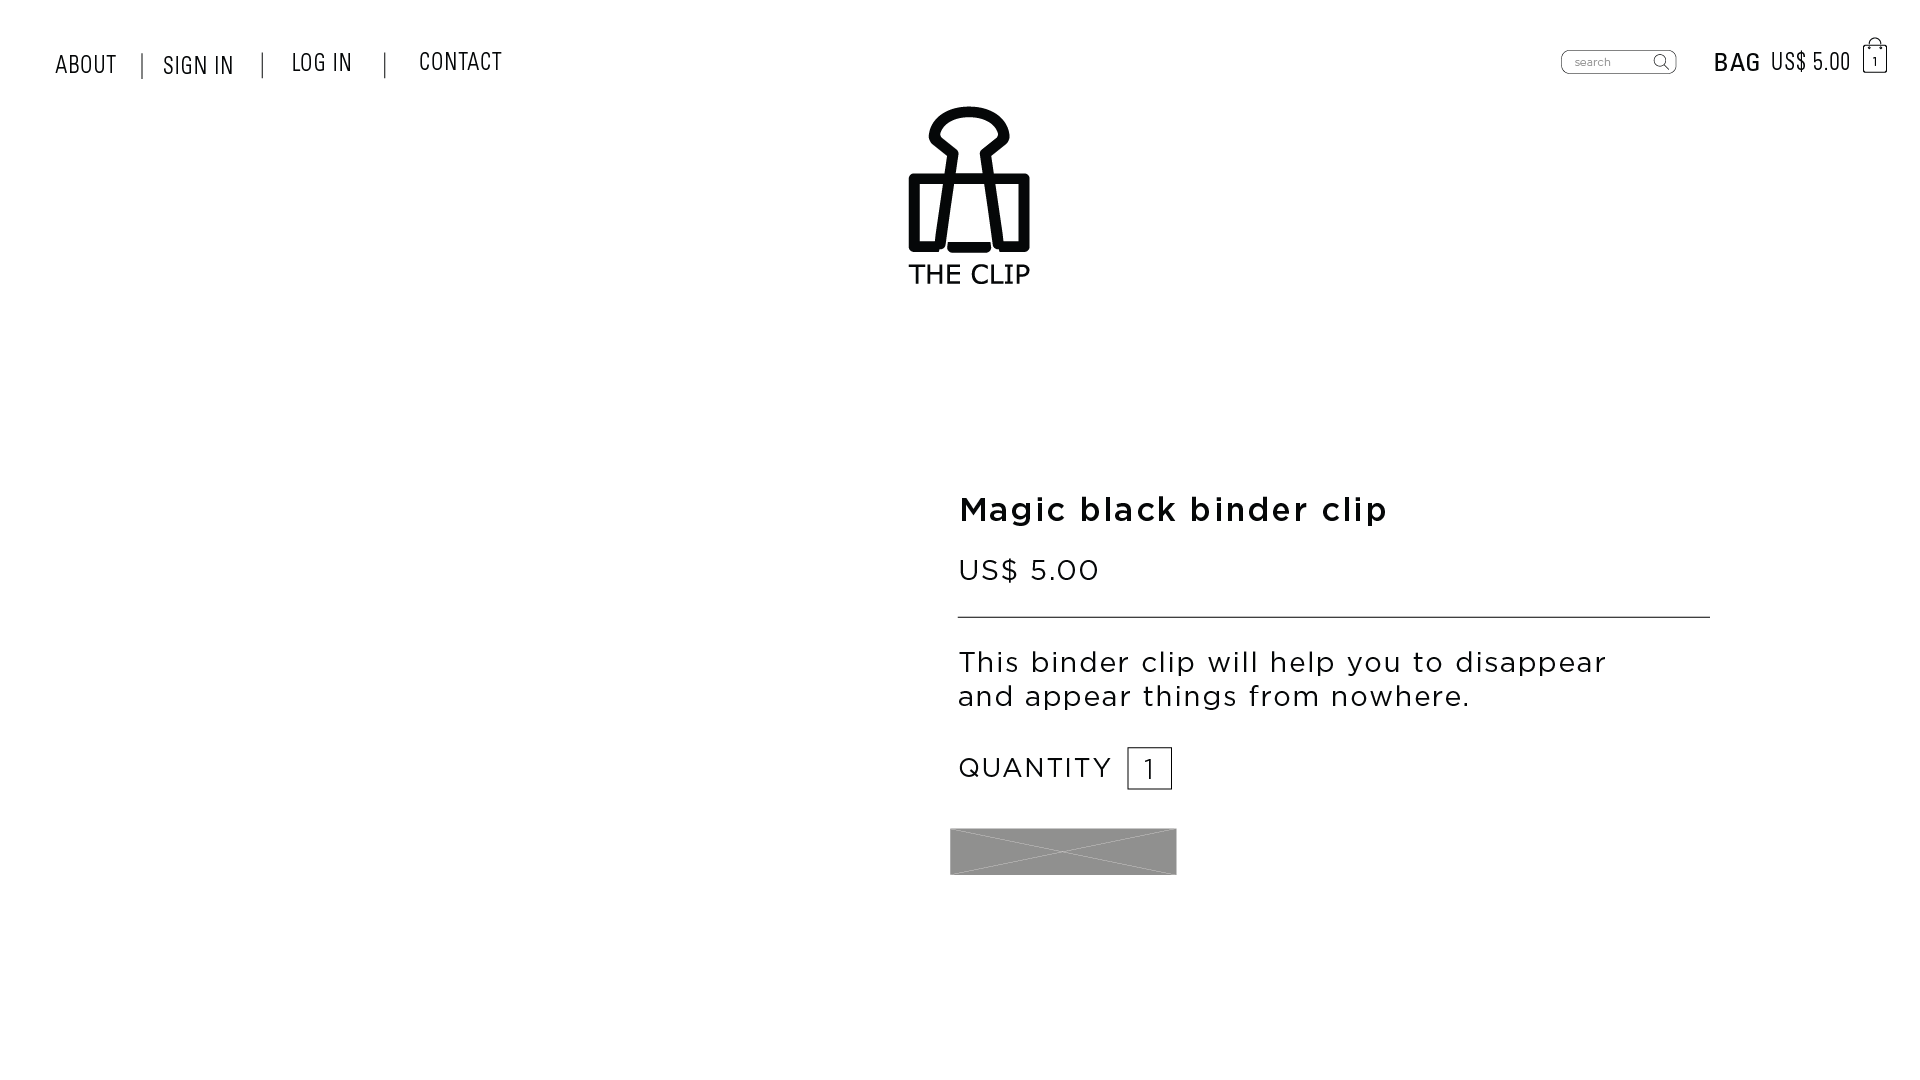 ABOUT | SIGN IN | LOG IN | CONTACT
search
BAG US$ 5.00 1
THE CLIP
Magic black binder clip
US$ 5.00
This binder clip will help you to disappear
and appear things from nowhere.
QUANTITY 1